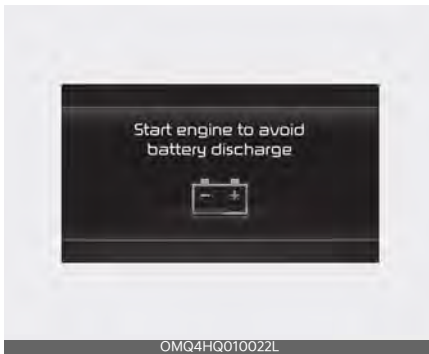 Start engine to avoid
battery discharge
- +
OMQ4HQ010022L